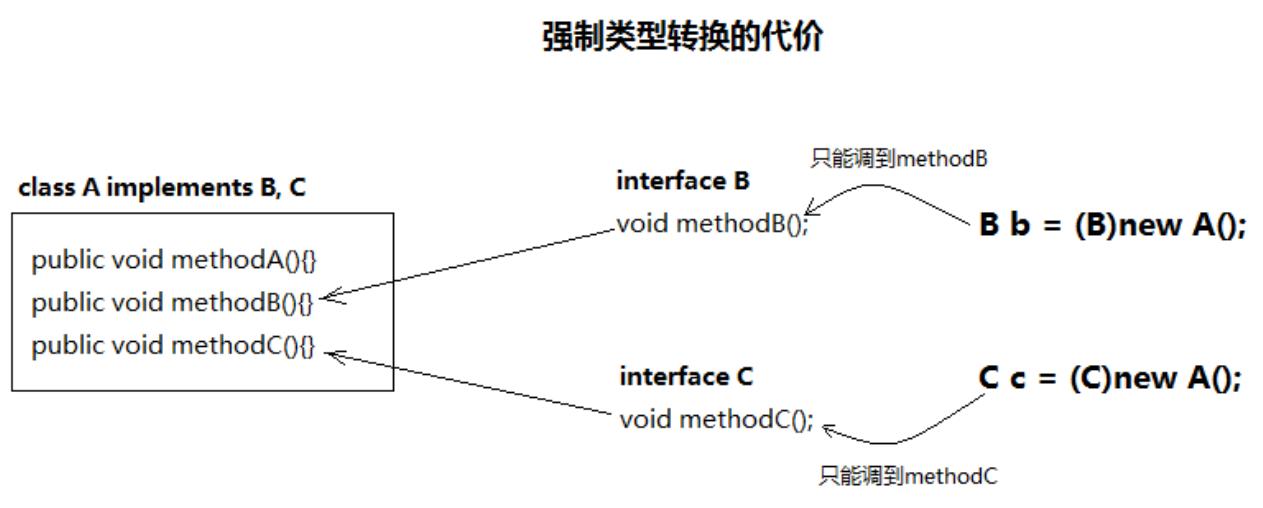 强制类型转换的代价
class A implements B, C
public void methodA(){}
public void methodB(){}
public void methodC(){}
interface B
void methodB();
只能调到methodB
B b = (B)new A();
interface C
void methodC();
C c = (C)new A();
只能调到methodC